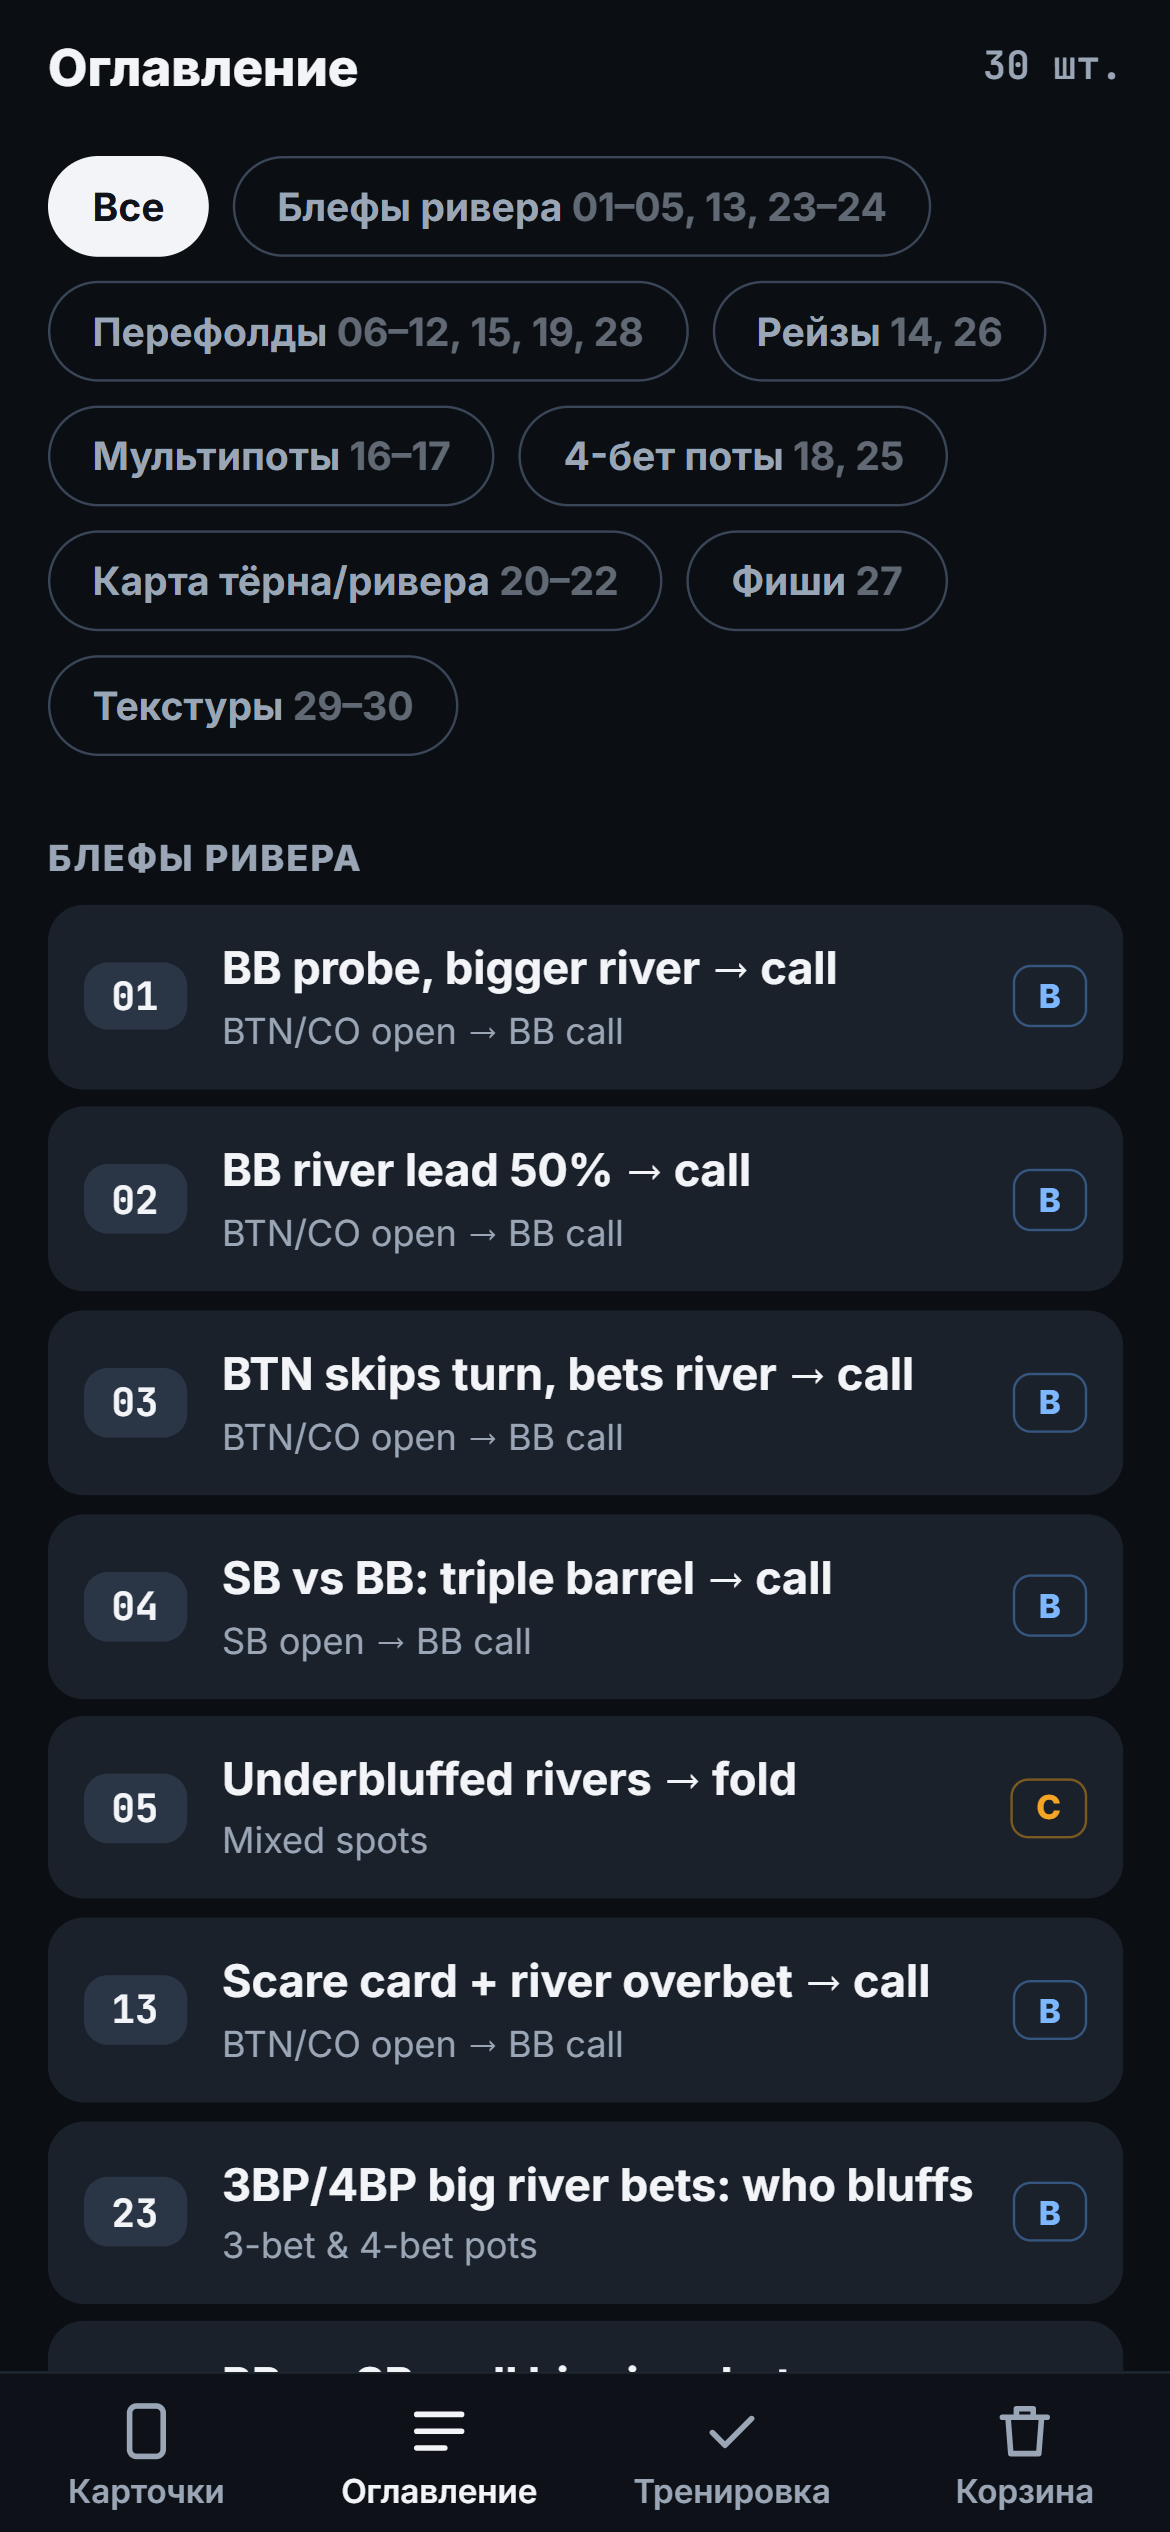 Оглавление
30 шт.
Все
Блефы ривера 01–05, 13, 23–24
Перефолды 06–12, 15, 19, 28
Рейзы 14, 26
Мультипоты 16–17
4-бет поты 18, 25
Карта тёрна/ривера 20–22
Фиши 27
Текстуры 29–30
БЛЕФЫ РИВЕРА
01
BB probe, bigger river → call
BTN/CO open → BB call
B
02
BB river lead 50% → call
BTN/CO open → BB call
B
03
BTN skips turn, bets river → call
BTN/CO open → BB call
B
04
SB vs BB: triple barrel → call
SB open → BB call
B
05
Underbluffed rivers → fold
Mixed spots
C
13
Scare card + river overbet → call
BTN/CO open → BB call
B
23
3BP/4BP big river bets: who bluffs
3-bet & 4-bet pots
B
Карточки
Оглавление
Тренировка
Корзина